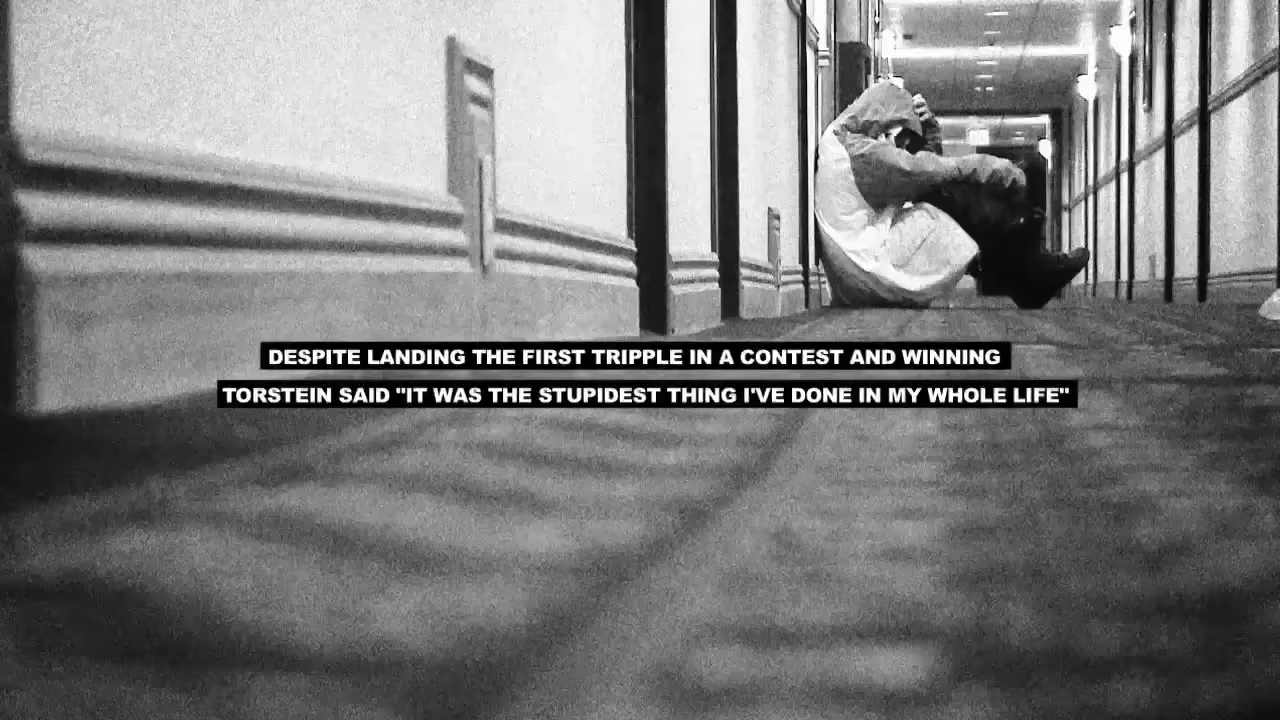 DESPITE LANDING THE FIRST TRIPPLE IN A CONTEST AND WINNING
TORSTEIN SAID "IT WAS THE STUPIDEST THING I'VE DONE IN MY WHOLE LIFE"